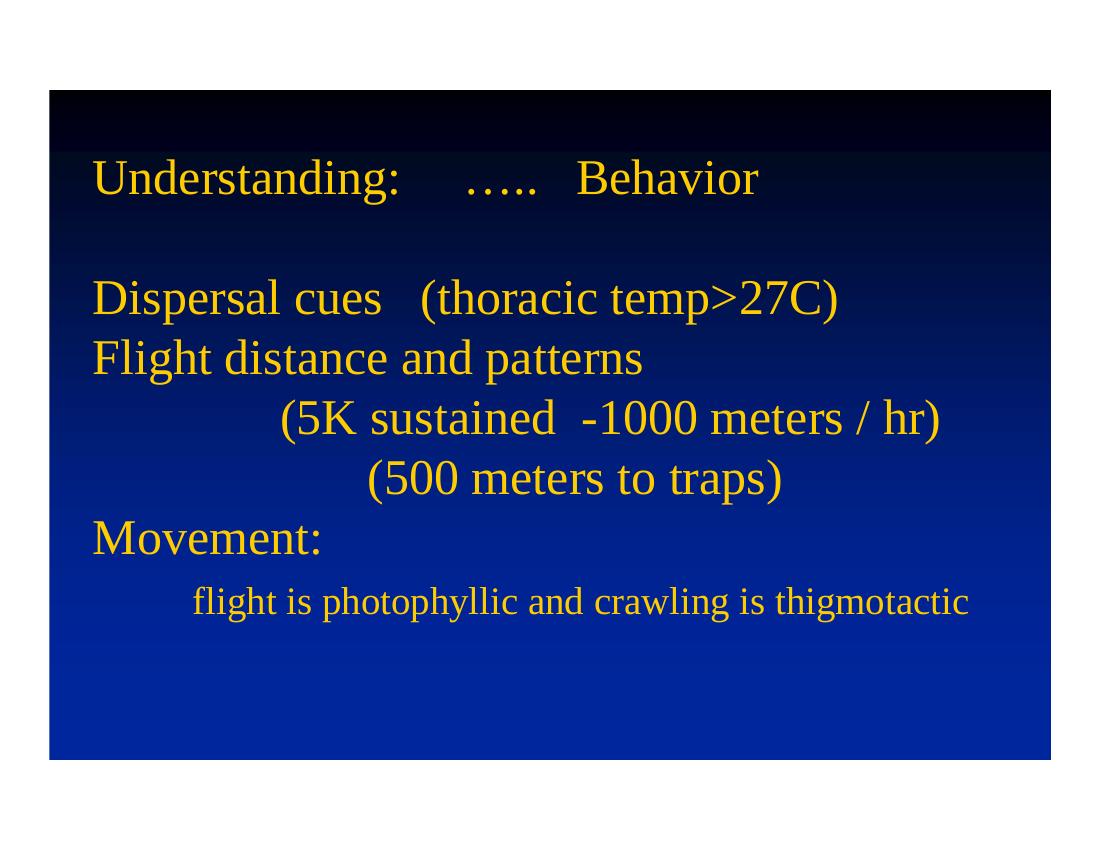 Understanding: ….. Behavior
Dispersal cues (thoracic temp>27C)
Flight distance and patterns
(5K sustained -1000 meters / hr)
(500 meters to traps)
Movement:
flight is photophyllic and crawling is thigmotactic